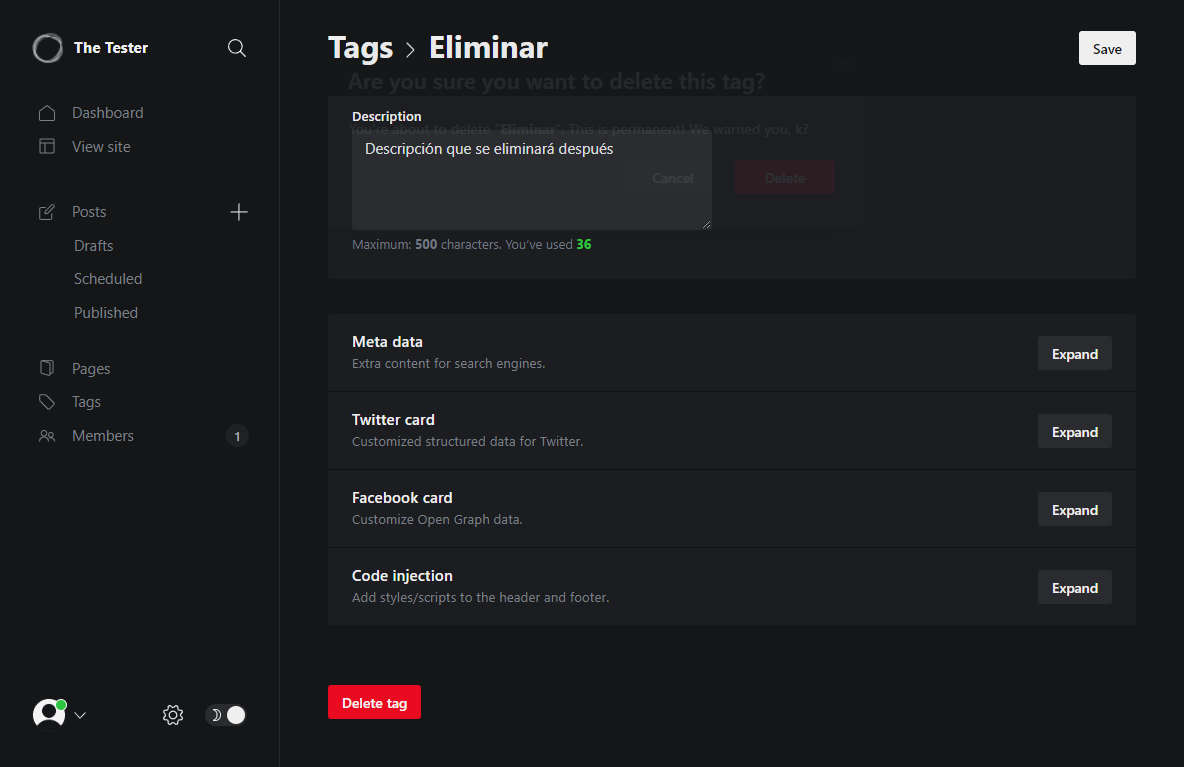 The Tester
Dashboard
View site
Posts
Drafts
Scheduled
Published
Pages
Tags
Members 1
Tags > Eliminar
Save
Are you sure you want to delete this tag?
Description
You're about to delete "Eliminar". This is permanent! We warned you, k?
Descripción que se eliminará después
Cancel
Delete
Maximum: 500 characters. You've used 36
Meta data
Extra content for search engines.
Expand
Twitter card
Customized structured data for Twitter.
Expand
Facebook card
Customize Open Graph data.
Expand
Code injection
Add styles/scripts to the header and footer.
Expand
Delete tag